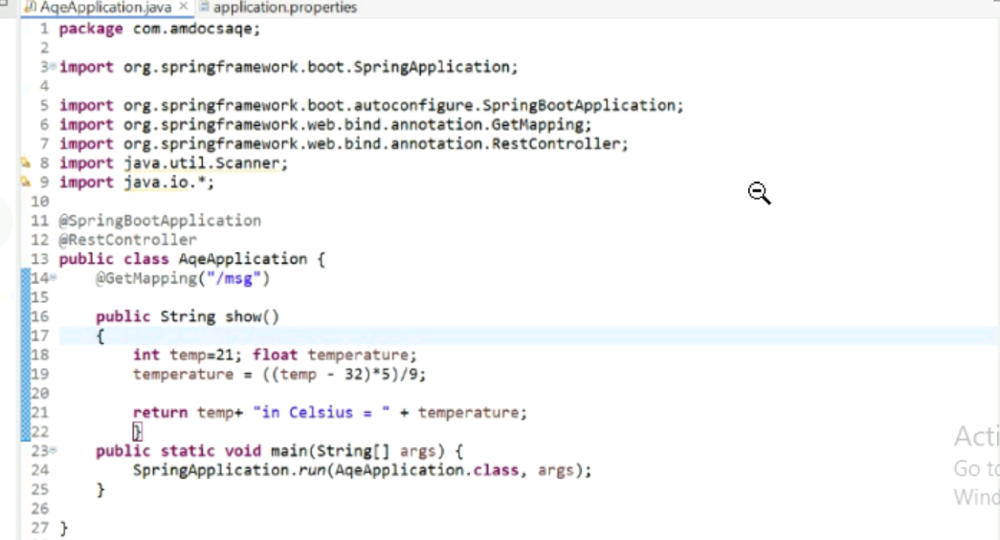 AqeApplication.java × application.properties
1 package com.amdocsaqe;
2
3 import org.springframework.boot.SpringApplication;
4
5 import org.springframework.boot.autoconfigure.SpringBootApplication;
6 import org.springframework.web.bind.annotation.GetMapping;
7 import org.springframework.web.bind.annotation.RestController;
8 import java.util.Scanner;
9 import java.io.*;
10
11 @SpringBootApplication
12 @RestController
13 public class AqeApplication {
14 @GetMapping("/msg")
15
16 public String show()
17 {
18 int temp=21; float temperature;
19 temperature = ((temp - 32)*5)/9;
20
21 return temp+ "in Celsius = " + temperature;
22 }
23 public static void main(String[] args) {
24 SpringApplication.run(AqeApplication.class, args);
25 }
26
27 }
Acti
Go to
Wind